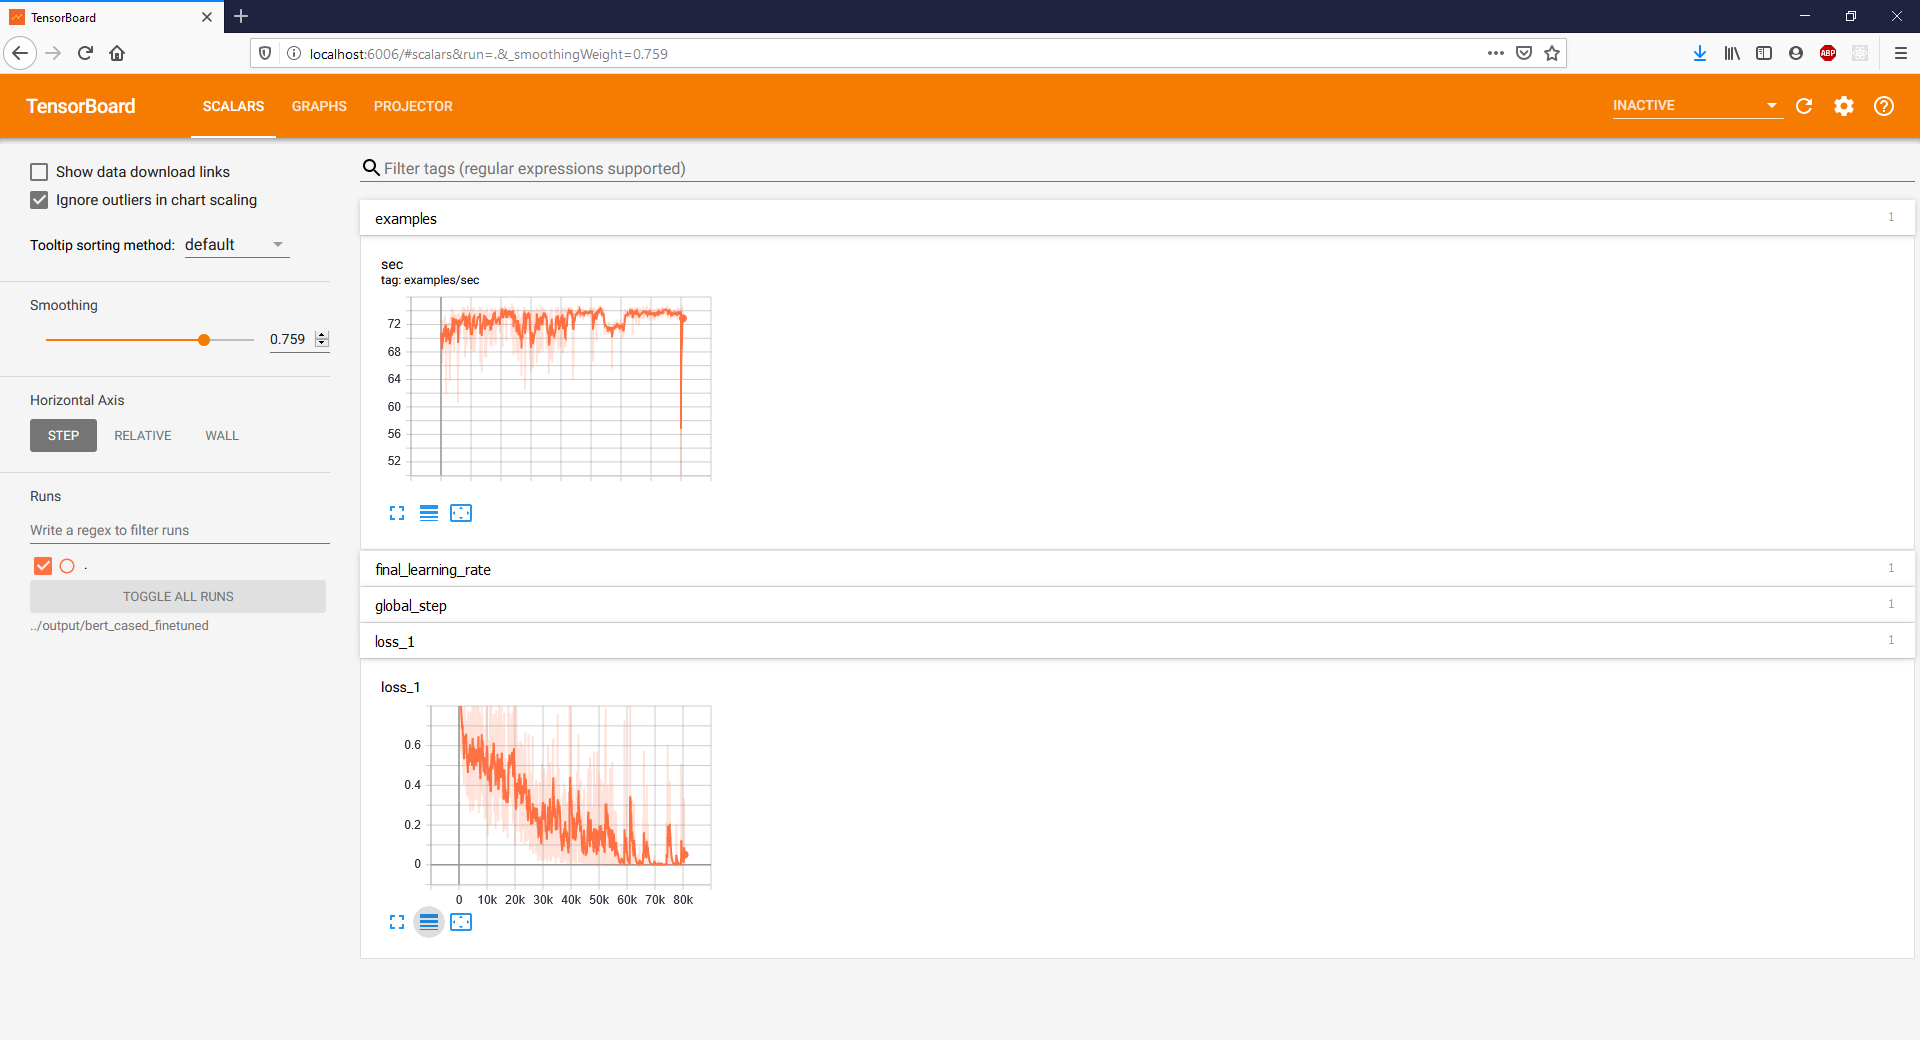 TensorBoard
localhost:6006/#scalars&run=.&_smoothingWeight=0.759
ABP
TensorBoard
SCALARS
GRAPHS
PROJECTOR
INACTIVE
Show data download links
Ignore outliers in chart scaling
Tooltip sorting method: default
Smoothing
0.759
Horizontal Axis
STEP
RELATIVE
WALL
Runs
Write a regex to filter runs
.
TOGGLE ALL RUNS
../output/bert_cased_finetuned
Filter tags (regular expressions supported)
examples 1
sec
tag: examples/sec
72
68
64
60
56
52
final_learning_rate 1
global_step 1
loss_1 1
loss_1
0.6
0.4
0.2
0
0 10k 20k 30k 40k 50k 60k 70k 80k